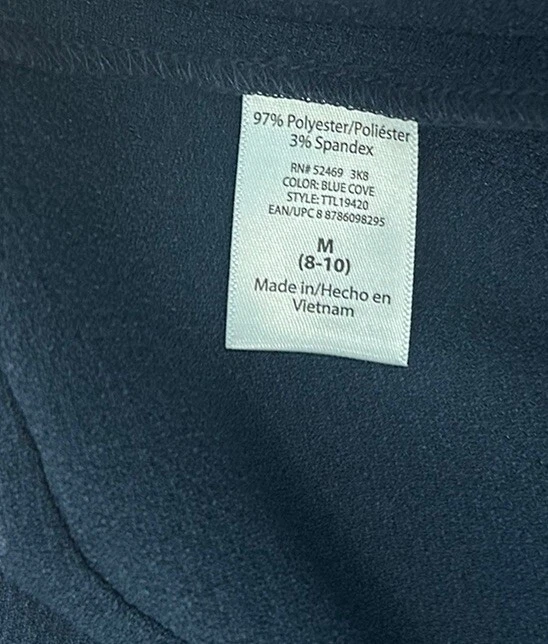 97% Polyester/Poliéster
3% Spandex
RN# 52469 3K8
COLOR: BLUE COVE
STYLE: TTL19420
EAN/UPC 8 8786098295
M
(8-10)
Made in/Hecho en
Vietnam